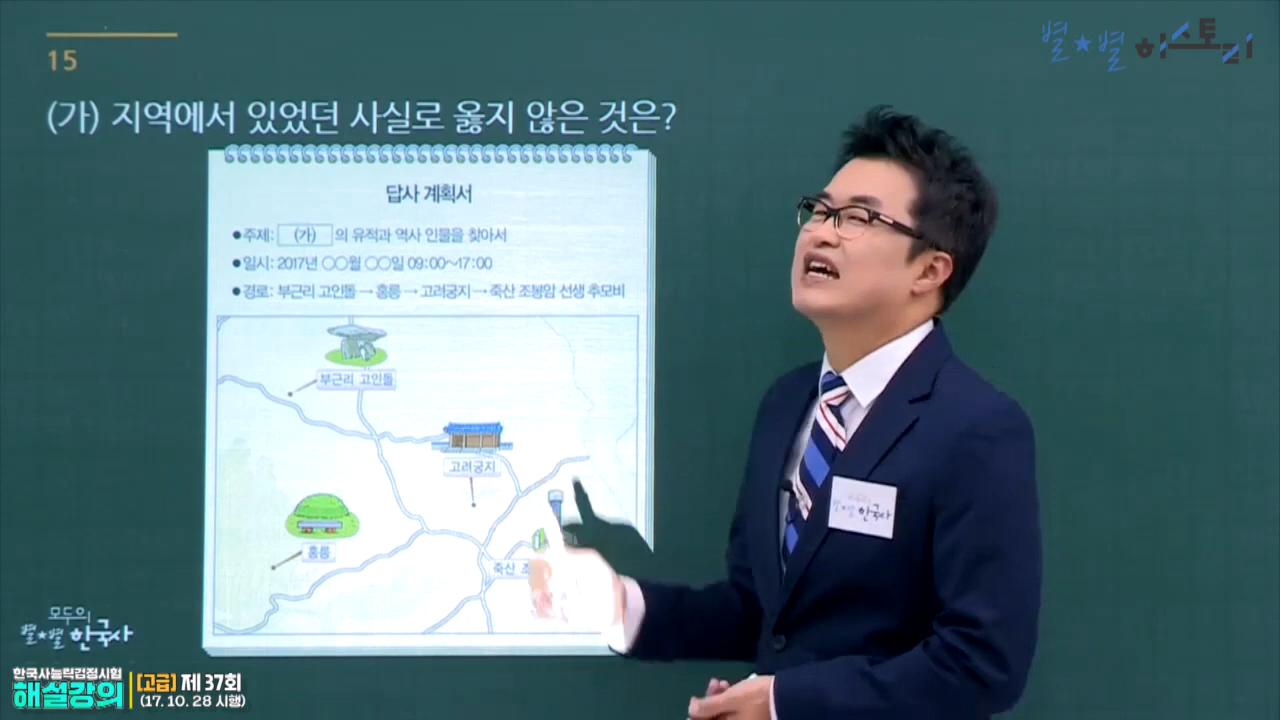 15
별★별 히스토리
(가) 지역에서 있었던 사실로 옳지 않은 것은?
답사 계획서
●주제: (가) 의 유적과 역사 인물을 찾아서
●일시: 2017년 ○○월 ○○일 09:00~17:00
●경로: 부근리 고인돌 → 홍릉 → 고려궁지 → 죽산 조봉암 선생 추모비
부근리 고인돌
고려궁지
홍릉
죽산 조
별★별 한국사
모두의
별★별 한국사
한국사능력검정시험
해설강의
[고급] 제 37회
(17. 10. 28 시행)